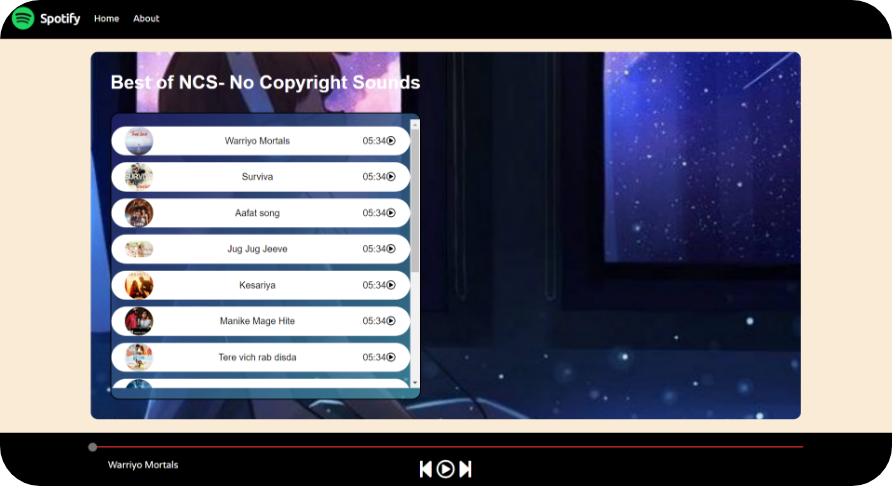 Spotify Home About
Best of NCS- No Copyright Sounds
Warriyo Mortals 05:34
Surviva 05:34
Aafat song 05:34
Jug Jug Jeeve 05:34
Kesariya 05:34
Manike Mage Hite 05:34
Tere vich rab disda 05:34
Warriyo Mortals